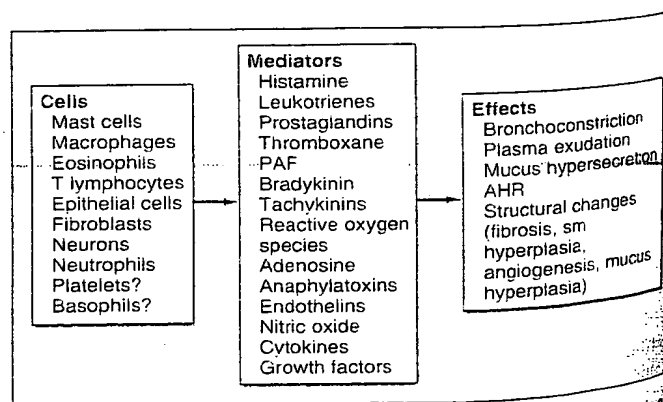 Cells
Mast cells
Macrophages
Eosinophils
T lymphocytes
Epithelial cells
Fibroblasts
Neurons
Neutrophils
Platelets?
Basophils?
Mediators
Histamine
Leukotrienes
Prostaglandins
Thromboxane
PAF
Bradykinin
Tachykinins
Reactive oxygen
species
Adenosine
Anaphylatoxins
Endothelins
Nitric oxide
Cytokines
Growth factors
Effects
Bronchoconstriction
Plasma exudation
Mucus hypersecretion
AHR
Structural changes
(fibrosis, sm
hyperplasia,
angiogenesis, mucus
hyperplasia)